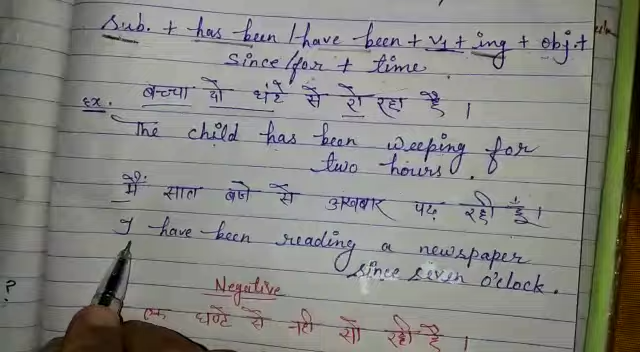 Sub. + has been / have been + V1 + ing + obj. +
since/for + time.
Ex. बच्चा दो घंटे से रो रहा है ।
The child has been weeping for
two hours.
मैं सात बजे से अखबार पढ़ रही हूँ ।
I have been reading a newspaper
since seven o'clock.
Negative
घण्टे से नही सो रही है ।
?